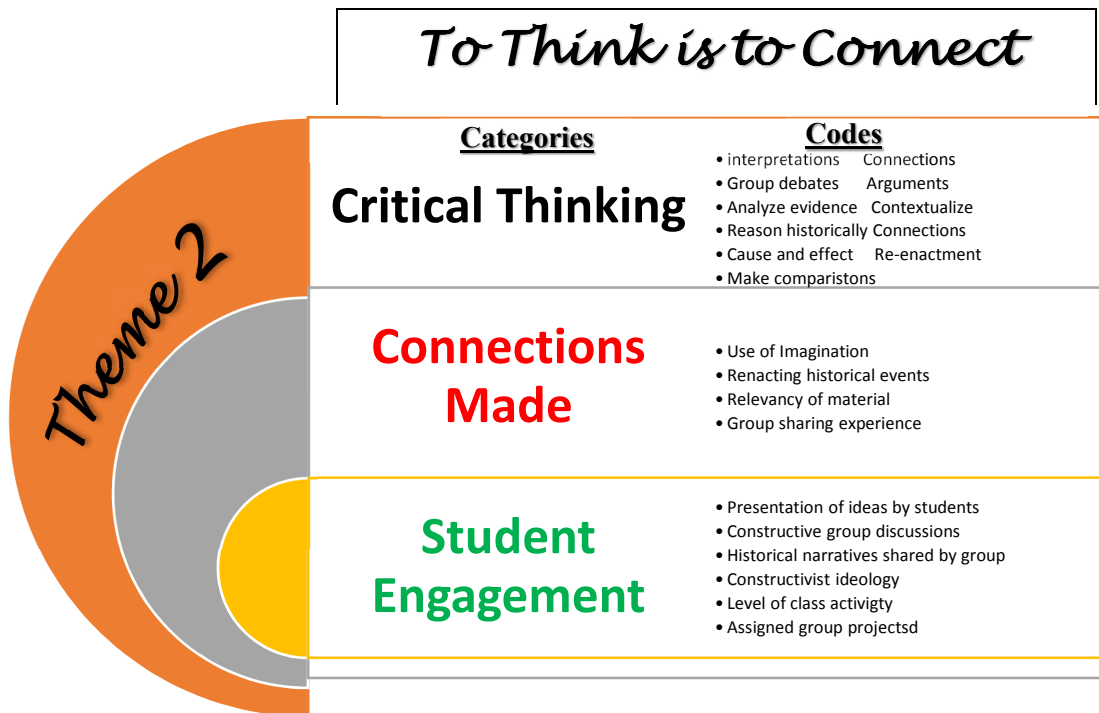 To Think is to Connect
Theme 2
Categories
Codes
Critical Thinking
• interpretations Connections
• Group debates Arguments
• Analyze evidence Contextualize
• Reason historically Connections
• Cause and effect Re-enactment
• Make comparistons
Connections
Made
• Use of Imagination
• Renacting historical events
• Relevancy of material
• Group sharing experience
Student
Engagement
• Presentation of ideas by students
• Constructive group discussions
• Historical narratives shared by group
• Constructivist ideology
• Level of class activigty
• Assigned group projectsd